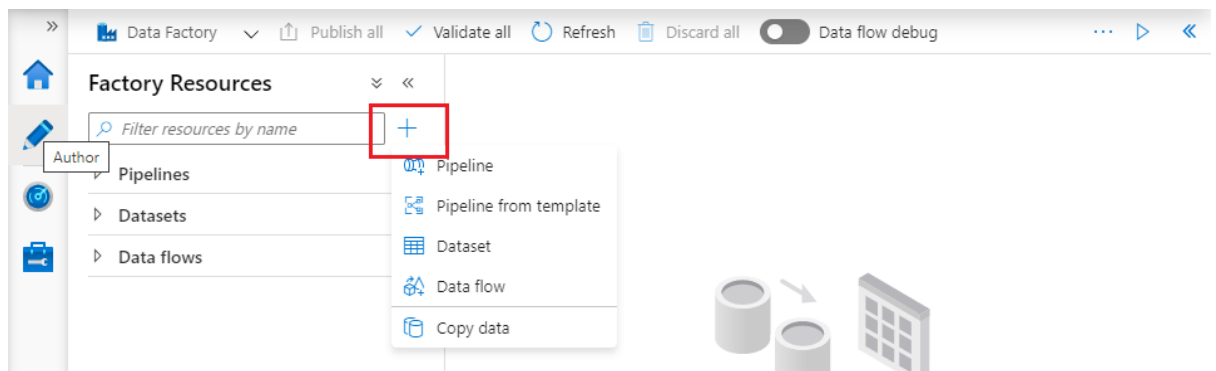 Data Factory Publish all Validate all Refresh Discard all Data flow debug
Factory Resources
Filter resources by name
Author
Pipelines
Datasets
Data flows
Pipeline
Pipeline from template
Dataset
Data flow
Copy data